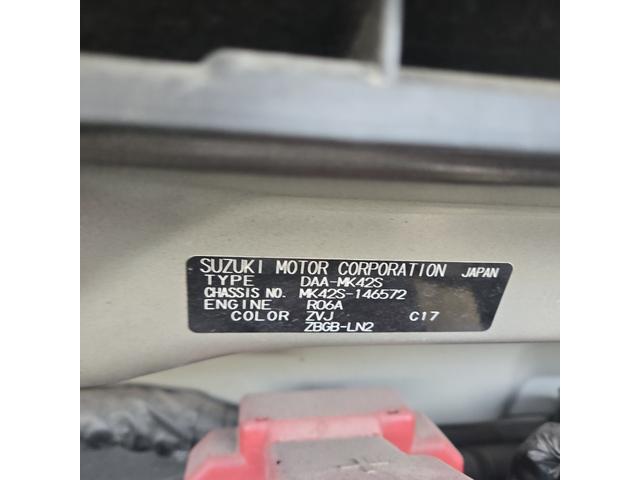 SUZUKI MOTOR CORPORATION JAPAN
TYPE DAA-MK42S
CHASSIS NO. MK42S-146572
ENGINE R06A
COLOR ZVJ C17
ZBGB-LN2